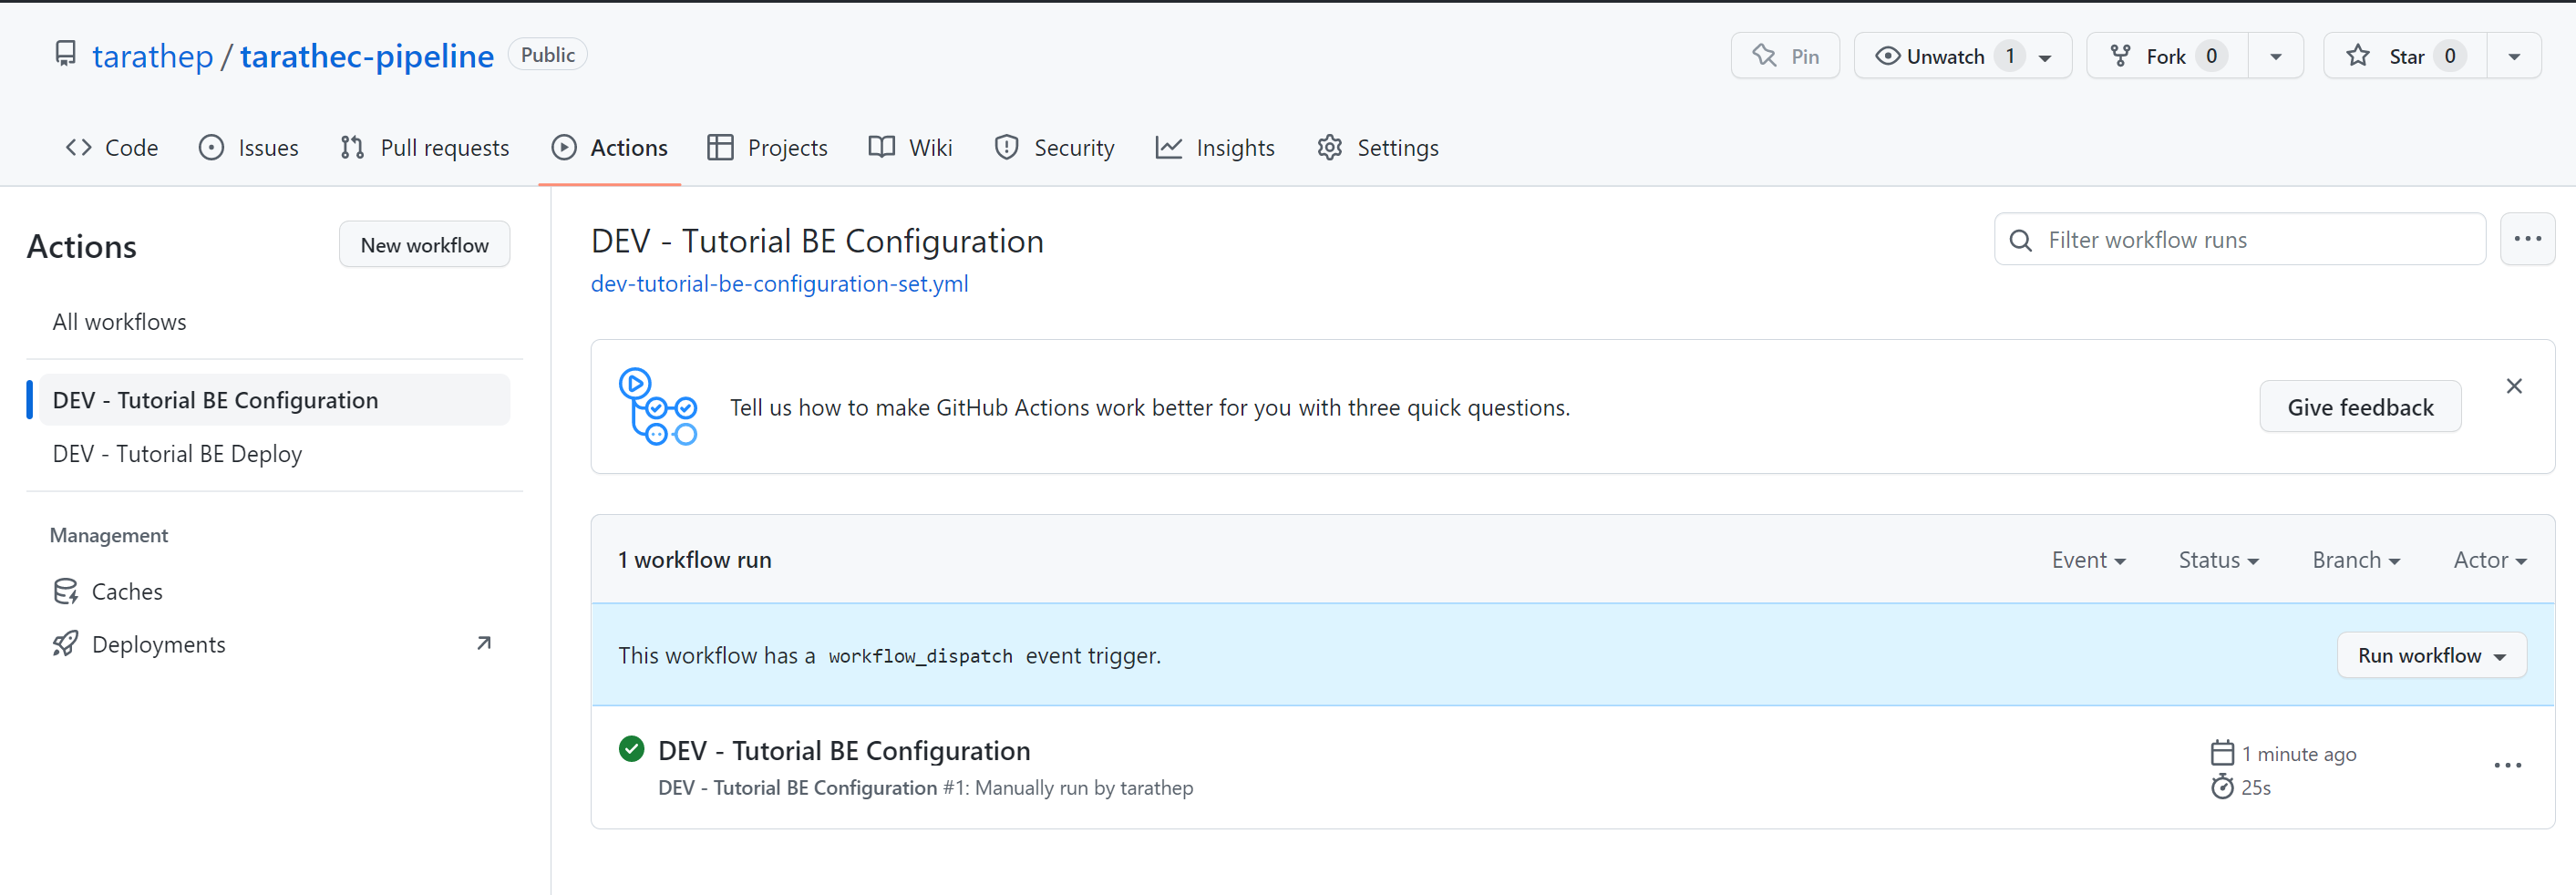 tarathep / tarathec-pipeline Public
Pin Unwatch 1 Fork 0 Star 0
Code Issues Pull requests Actions Projects Wiki Security Insights Settings
Actions New workflow
All workflows
DEV - Tutorial BE Configuration
DEV - Tutorial BE Deploy
Management
Caches
Deployments
DEV - Tutorial BE Configuration
Filter workflow runs
dev-tutorial-be-configuration-set.yml
Tell us how to make GitHub Actions work better for you with three quick questions.
Give feedback
1 workflow run
Event Status Branch Actor
This workflow has a workflow_dispatch event trigger.
Run workflow
DEV - Tutorial BE Configuration
DEV - Tutorial BE Configuration #1: Manually run by tarathep
1 minute ago
25s